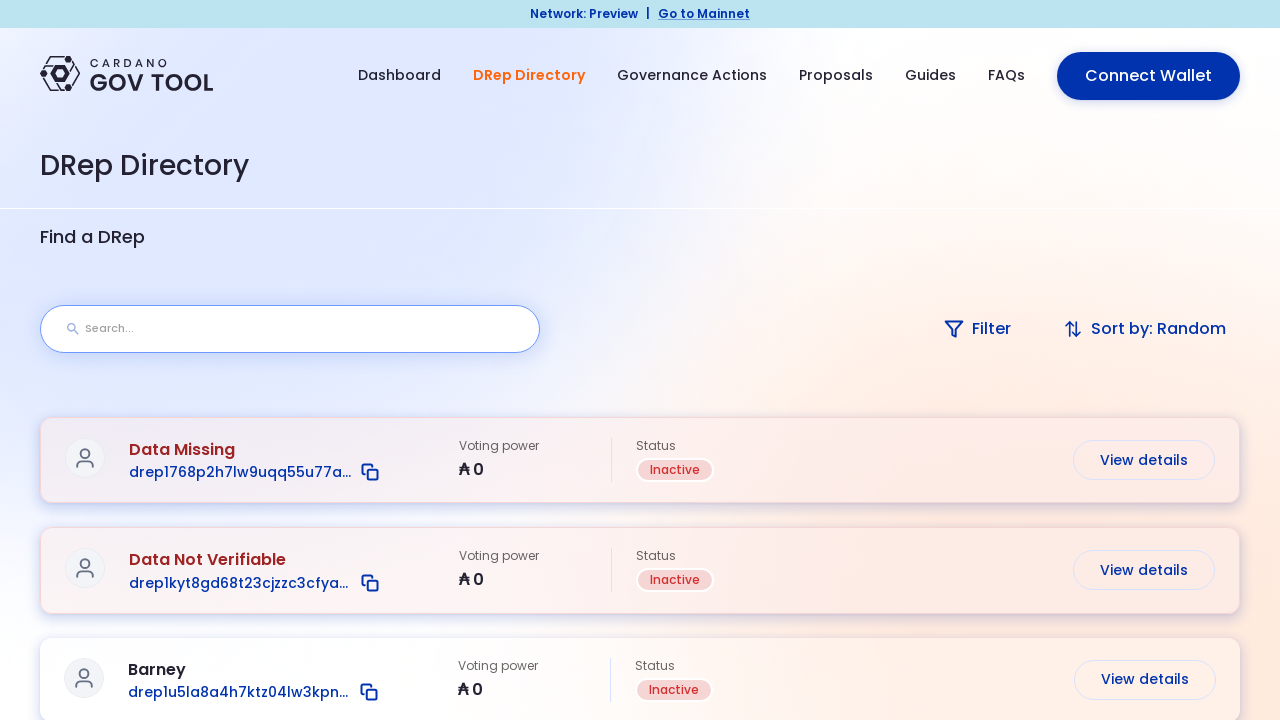 Network: Preview | Go to Mainnet
CARDANO
GOV TOOL
Dashboard
DRep Directory
Governance Actions
Proposals
Guides
FAQs
Connect Wallet
DRep Directory
Find a DRep
Search...
Filter
Sort by: Random
Data Missing
drep1768p2h7lw9uqq55u77a...
Voting power
₳ 0
Status
Inactive
View details
Data Not Verifiable
drep1kyt8gd68t23cjzzc3cfya...
Voting power
₳ 0
Status
Inactive
View details
Barney
drep1u5la8a4h7ktz04lw3kpn...
Voting power
₳ 0
Status
Inactive
View details